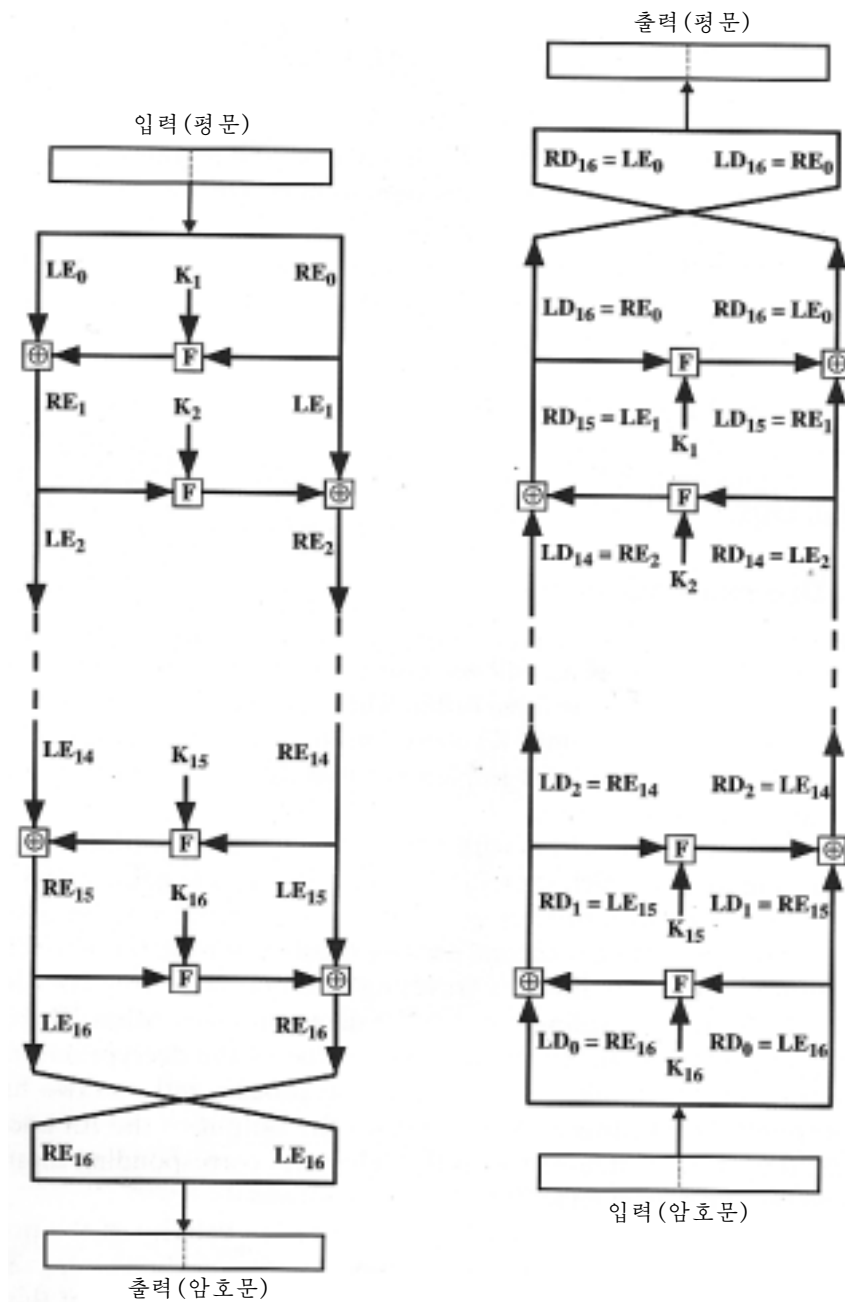 입력(평문)
LE₀ K₁ RE₀
F
RE₁ K₂ LE₁
F
LE₂ RE₂
LE₁₄ K₁₅ RE₁₄
F
RE₁₅ K₁₆ LE₁₅
F
LE₁₆ RE₁₆
RE₁₆ LE₁₆
출력(암호문)
출력(평문)
RD₁₆ = LE₀ LD₁₆ = RE₀
LD₁₆ = RE₀ RD₁₆ = LE₀
F
RD₁₅ = LE₁ K₁ LD₁₅ = RE₁
F
LD₁₄ = RE₂ K₂ RD₁₄ = LE₂
LD₂ = RE₁₄ RD₂ = LE₁₄
F
RD₁ = LE₁₅ K₁₅ LD₁ = RE₁₅
F
LD₀ = RE₁₆ K₁₆ RD₀ = LE₁₆
입력(암호문)